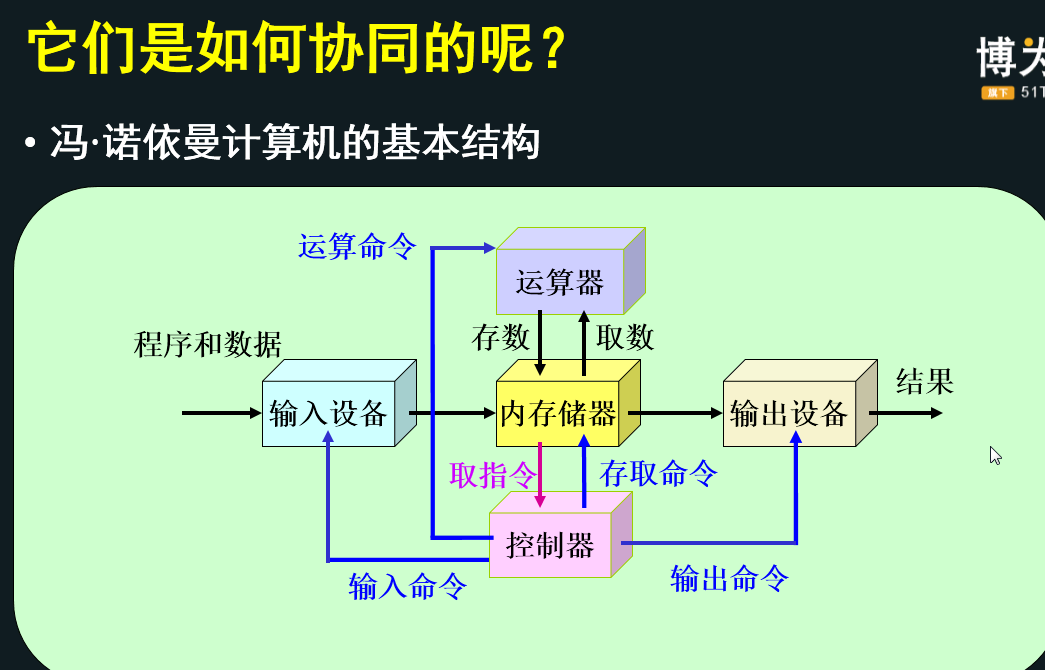 它们是如何协同的呢？
博为
旗下 51T
• 冯·诺依曼计算机的基本结构
运算命令
运算器
程序和数据
存数
取数
结果
输入设备
内存储器
输出设备
取指令
存取命令
控制器
输入命令
输出命令